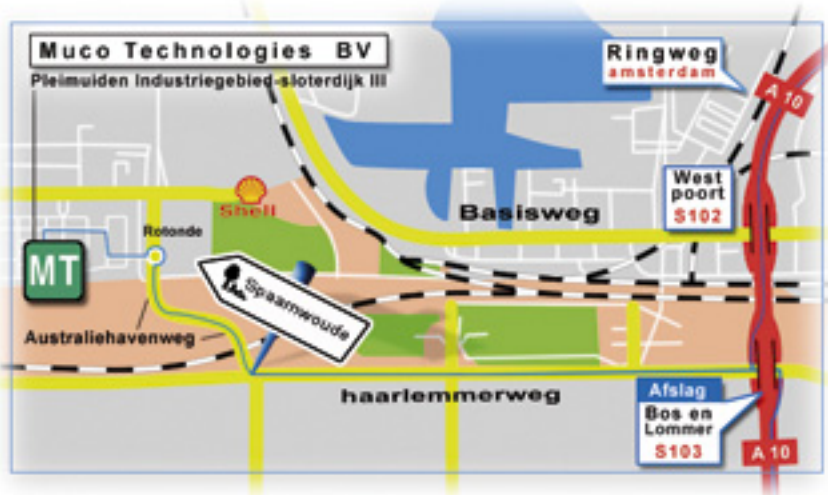 Muco Technologies BV
Pleimuiden Industriegebied-sloterdijk III
Ringweg
amsterdam
A 10
West
poort
S102
Shell
Basisweg
Rotonde
MT
Spaarnwoude
Australiehavenweg
haarlemmerweg
Afslag
Bos en
Lommer
S103
A 10